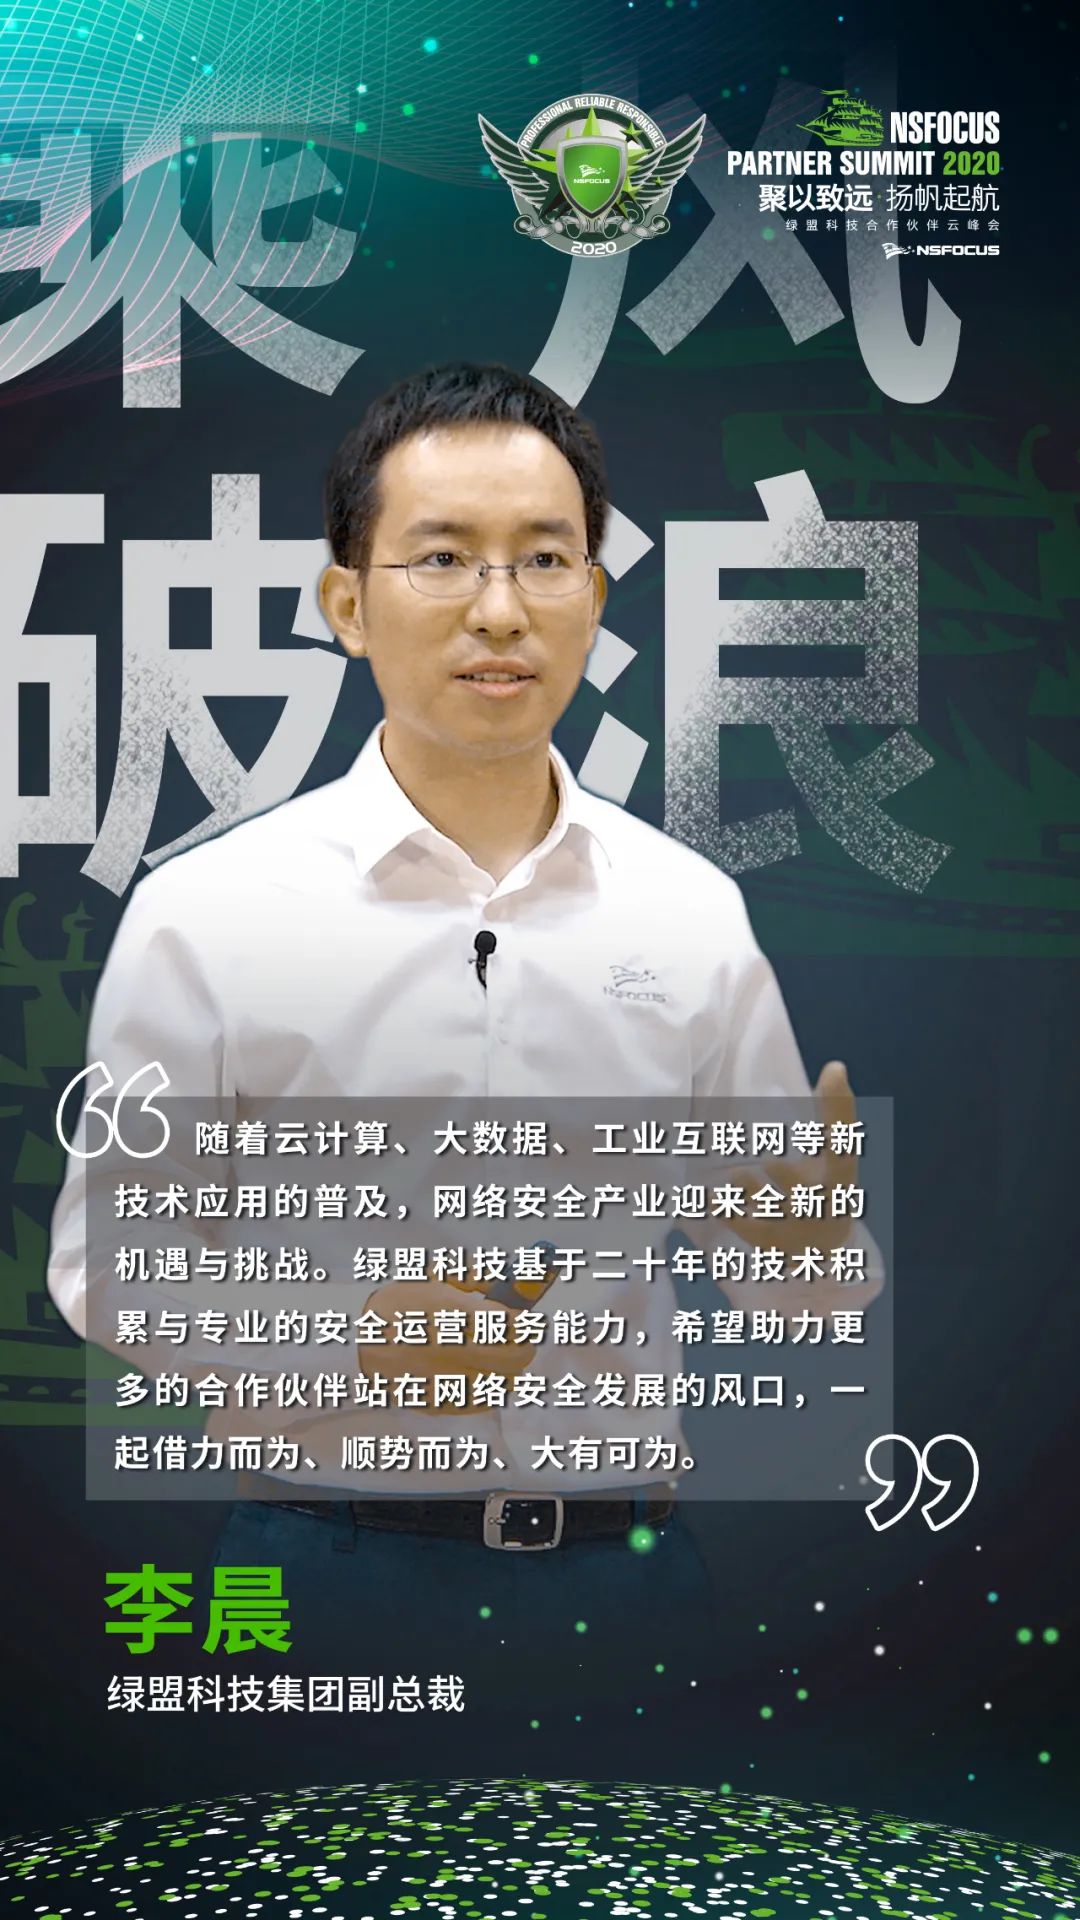 PROFESSIONAL RELIABLE RESPONSIBLE
NSFOCUS
2020
NSFOCUS
PARTNER SUMMIT 2020
聚以致远·扬帆起航
绿盟科技合作伙伴云峰会
NSFOCUS
乘风
破浪
NSFOCUS
随着云计算、大数据、工业互联网等新
技术应用的普及，网络安全产业迎来全新的
机遇与挑战。绿盟科技基于二十年的技术积
累与专业的安全运营服务能力，希望助力更
多的合作伙伴站在网络安全发展的风口，一
起借力而为、顺势而为、大有可为。
李晨
绿盟科技集团副总裁